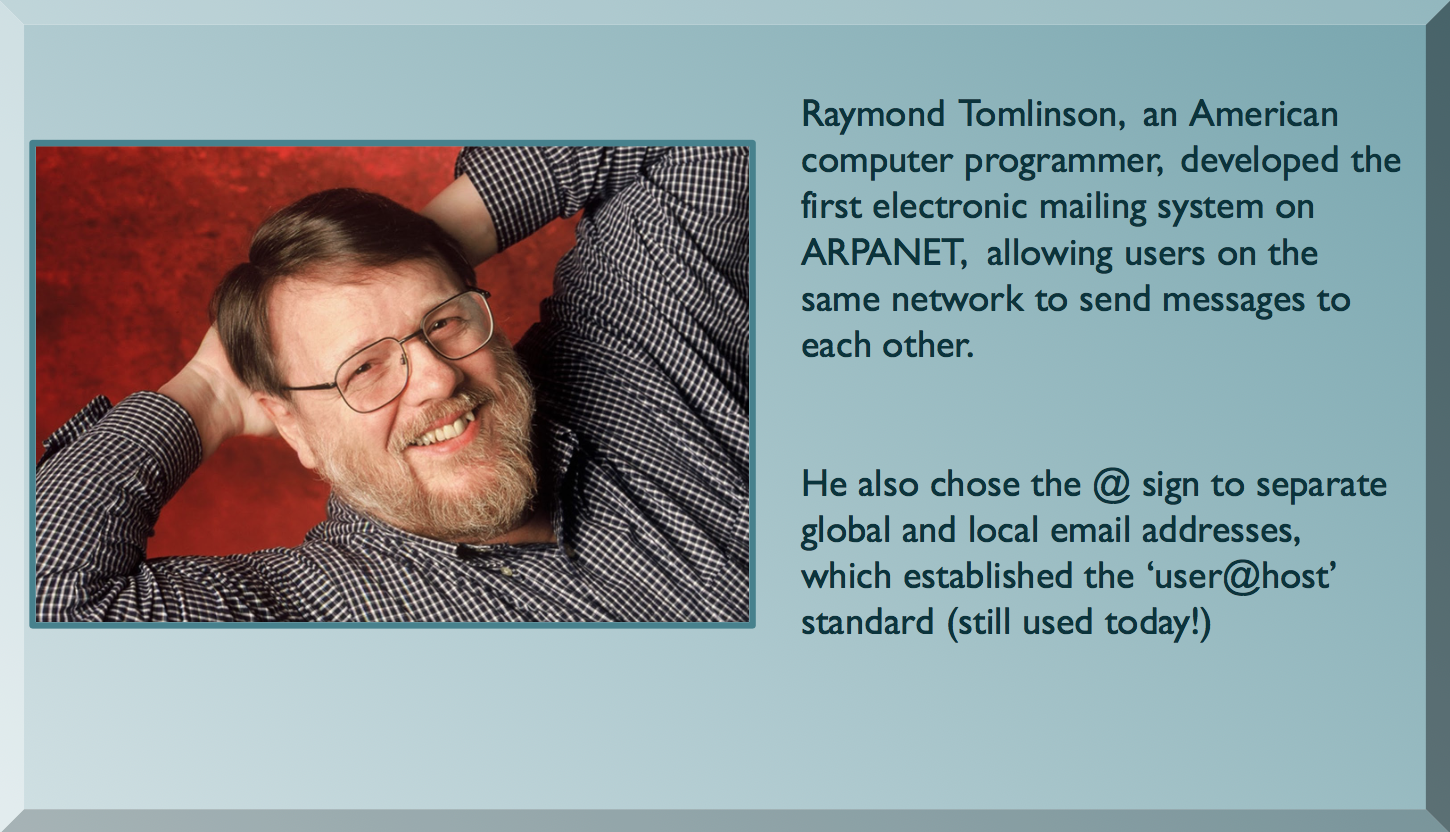 Raymond Tomlinson, an American
computer programmer, developed the
first electronic mailing system on
ARPANET, allowing users on the
same network to send messages to
each other.
He also chose the @ sign to separate
global and local email addresses,
which established the ‘user@host’
standard (still used today!)